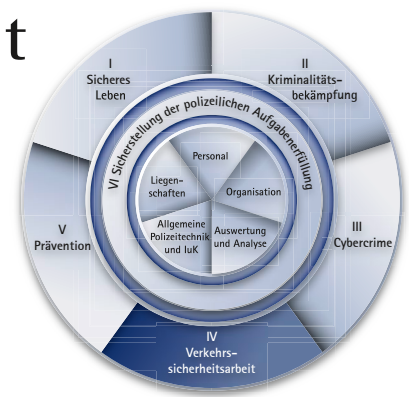 t
I
Sicheres
Leben
II
Kriminalitäts-
bekämpfung
III
Cybercrime
IV
Verkehrs-
sicherheitsarbeit
V
Prävention
VI Sicherstellung der polizeilichen Aufgabenerfüllung
Personal
Organisation
Auswertung
und Analyse
Allgemeine
Polizeitechnik
und IuK
Liegen-
schaften